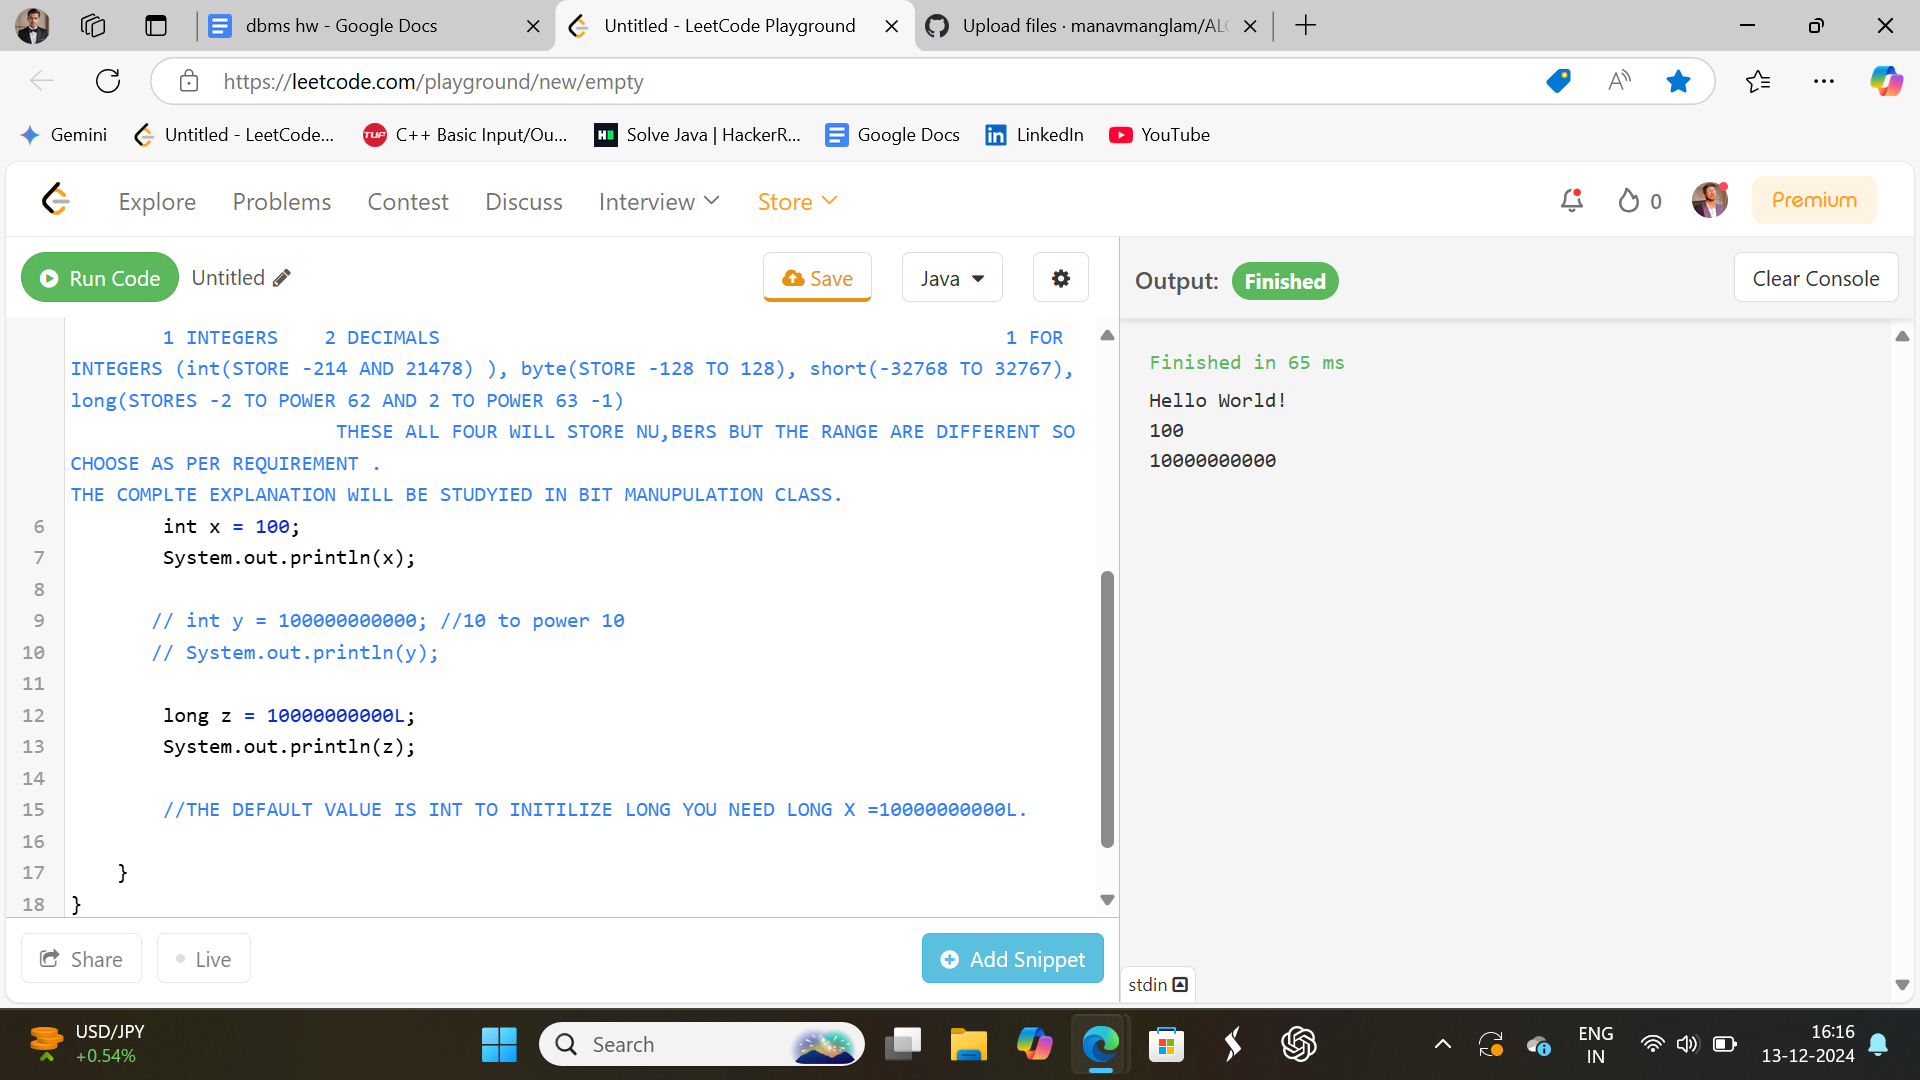 dbms hw - Google Docs
Untitled - LeetCode Playground
Upload files · manavmanglam/ALG
https://leetcode.com/playground/new/empty
Gemini
Untitled - LeetCode...
TUF
C++ Basic Input/Ou...
Solve Java | HackerR...
Google Docs
LinkedIn
YouTube
Explore
Problems
Contest
Discuss
Interview
Store
0
Premium
Run Code
Untitled
Save
Java
Output:
Finished
Clear Console
1 INTEGERS    2 DECIMALS                                                 1 FOR
INTEGERS (int(STORE -214 AND 21478) ), byte(STORE -128 TO 128), short(-32768 TO 32767),
long(STORES -2 TO POWER 62 AND 2 TO POWER 63 -1)
THESE ALL FOUR WILL STORE NU,BERS BUT THE RANGE ARE DIFFERENT SO
CHOOSE AS PER REQUIREMENT .
THE COMPLTE EXPLANATION WILL BE STUDYIED IN BIT MANUPULATION CLASS.
6 int x = 100;
7 System.out.println(x);
8
9 // int y = 100000000000; //10 to power 10
10 // System.out.println(y);
11
12 long z = 10000000000L;
13 System.out.println(z);
14
15 //THE DEFAULT VALUE IS INT TO INITILIZE LONG YOU NEED LONG X =10000000000L.
16
17 }
18 }
Finished in 65 ms
Hello World!
100
10000000000
Share
Live
Add Snippet
stdin
USD/JPY
+0.54%
Search
ENG
IN
16:16
13-12-2024